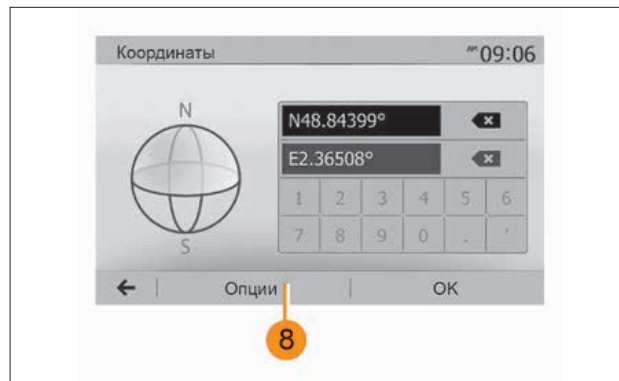 Координаты
AM 09:06
N
S
N48.84399°
E2.36508°
1 2 3 4 5 6
7 8 9 0 . '
Опции
OK
8